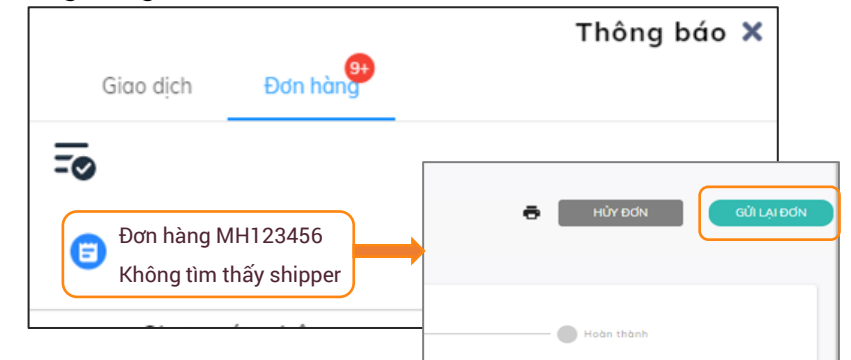 Thông báo
Giao dịch
Đơn hàng
9+
Đơn hàng MH123456
Không tìm thấy shipper
HỦY ĐƠN
GỬI LẠI ĐƠN
Hoàn thành